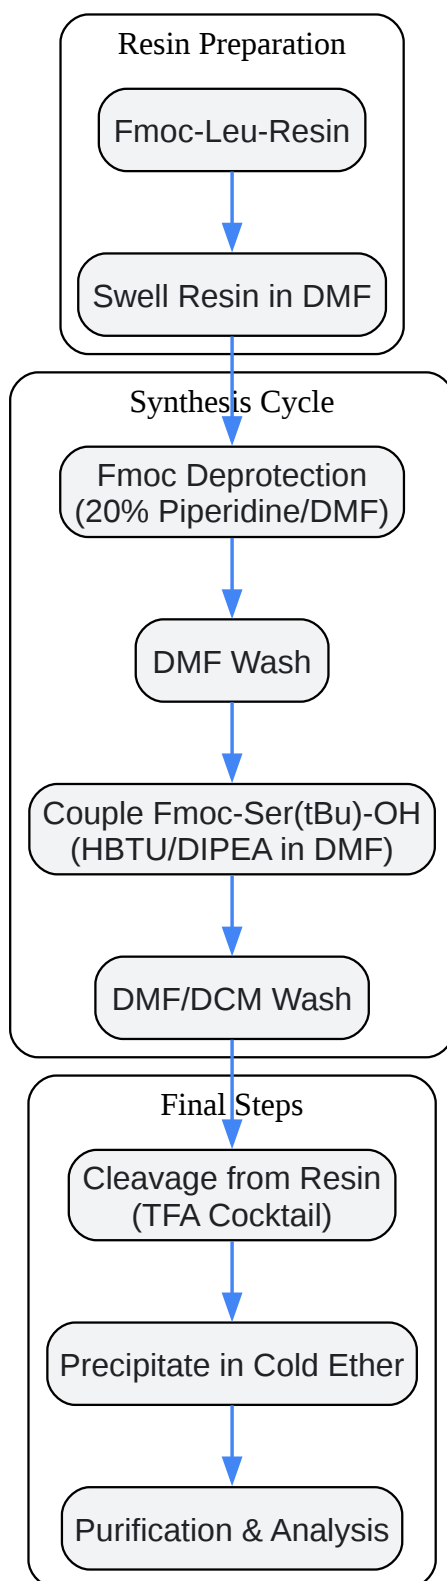 Resin Preparation
Fmoc-Leu-Resin
Swell Resin in DMF
Synthesis Cycle
Fmoc Deprotection
(20% Piperidine/DMF)
DMF Wash
Couple Fmoc-Ser(tBu)-OH
(HBTU/DIPEA in DMF)
DMF/DCM Wash
Final Steps
Cleavage from Resin
(TFA Cocktail)
Precipitate in Cold Ether
Purification & Analysis